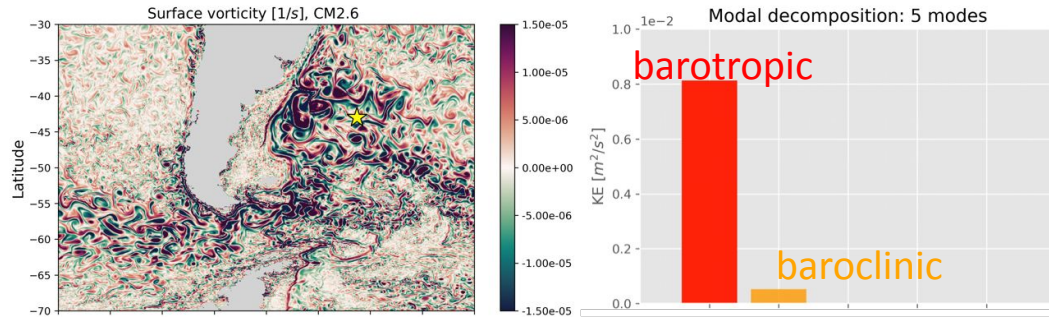 Surface vorticity [1/s], CM2.6
Latitude
-30
-35
-40
-45
-50
-55
-60
-65
-70
1.50e-05
1.00e-05
5.00e-06
0.00e+00
-5.00e-06
-1.00e-05
-1.50e-05
Modal decomposition: 5 modes
1e-2
KE [m²/s²]
1.0
0.8
0.6
0.4
0.2
0.0
barotropic
baroclinic